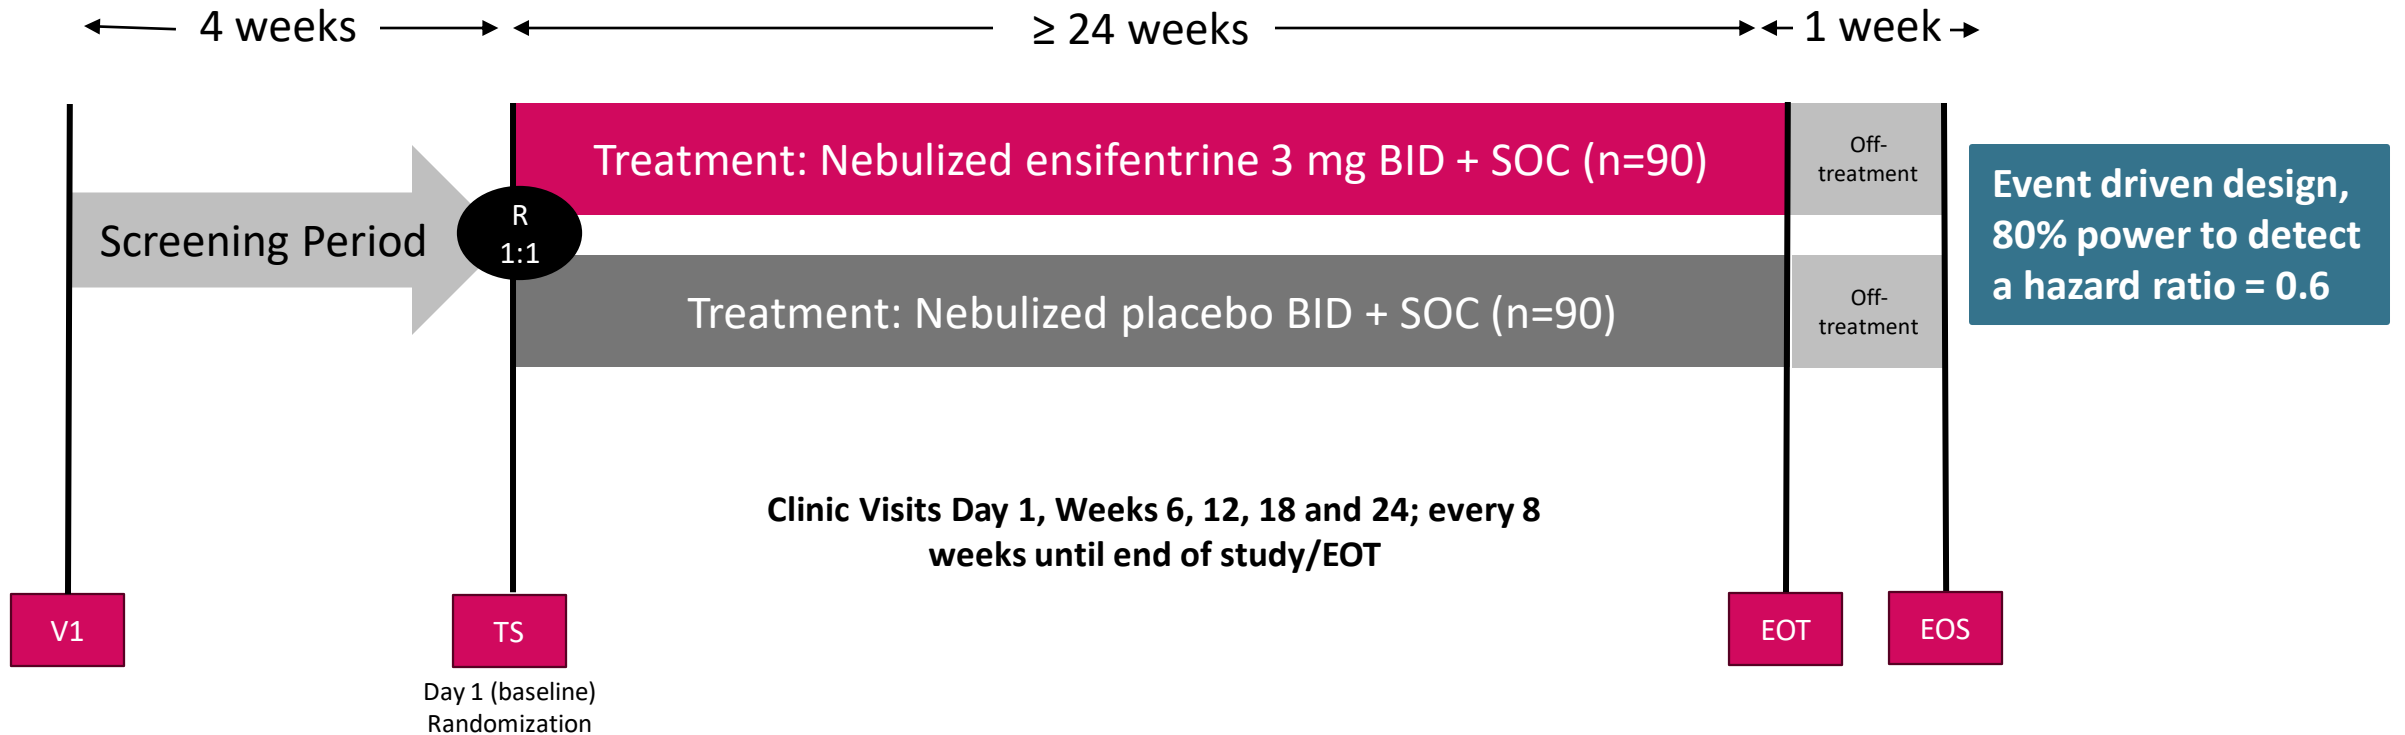 4 weeks
≥ 24 weeks
1 week
Treatment: Nebulized ensifentrine 3 mg BID + SOC (n=90)
Off-
treatment
Event driven design,
80% power to detect
a hazard ratio = 0.6
Screening Period
R
1:1
Treatment: Nebulized placebo BID + SOC (n=90)
Off-
treatment
Clinic Visits Day 1, Weeks 6, 12, 18 and 24; every 8
weeks until end of study/EOT
V1
TS
EOT
EOS
Day 1 (baseline)
Randomization